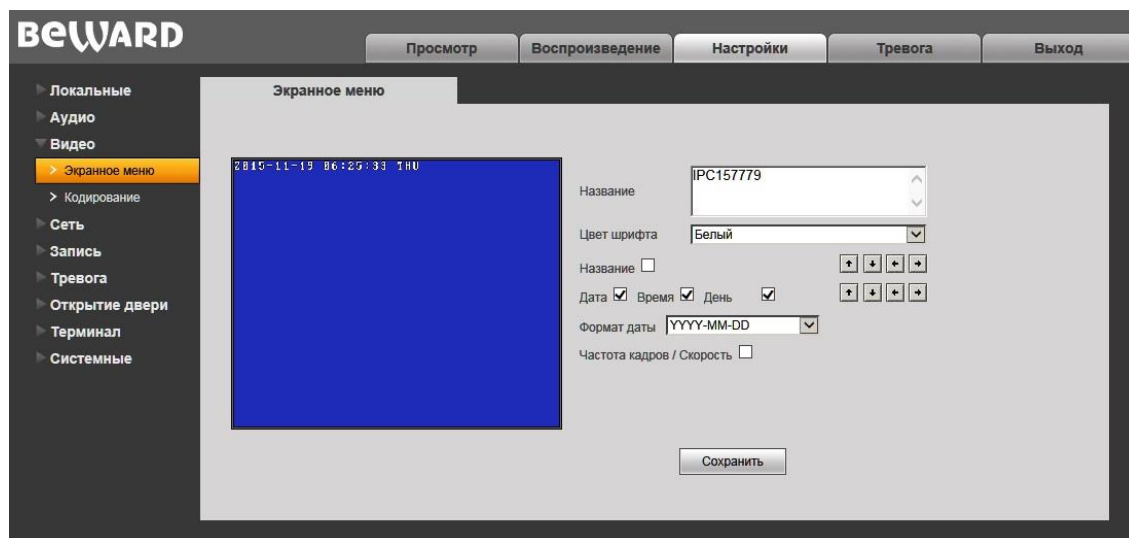 BEWARD
Просмотр Воспроизведение Настройки Тревога Выход
Экранное меню
Локальные
Аудио
Видео
> Экранное меню
> Кодирование
Сеть
Запись
Тревога
Открытие двери
Терминал
Системные
2015-11-19 06:25:33 THU
Название IPC157779
Цвет шрифта Белый
Название
Дата Время День
Формат даты YYYY-MM-DD
Частота кадров / Скорость
Сохранить